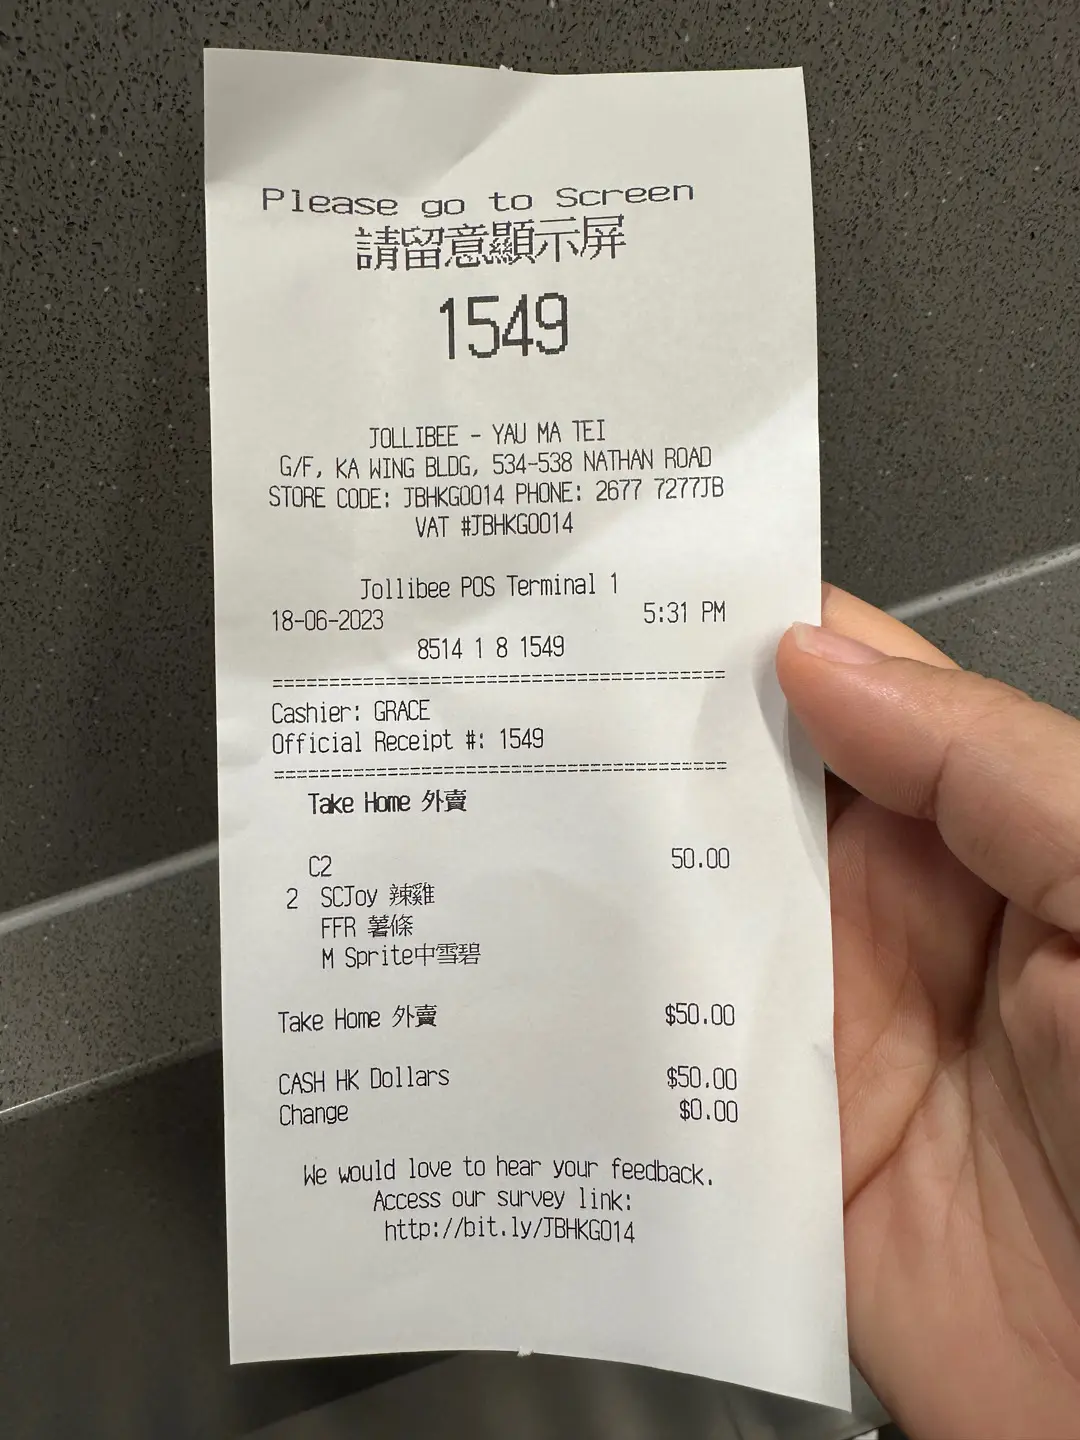 Please go to Screen
請留意顯示屏
1549
JOLLIBEE - YAU MA TEI
G/F, KA WING BLDG, 534-538 NATHAN ROAD
STORE CODE: JBHKG0014 PHONE: 2677 7277JB
VAT #JBHKG0014
Jollibee POS Terminal 1
18-06-2023 5:31 PM
8514 1 8 1549
========================================
Cashier: GRACE
Official Receipt #: 1549
========================================
Take Home 外賣
C2 50.00
2 SCJoy 辣雞
FFR 薯條
M Sprite中雪碧
Take Home 外賣 $50.00
CASH HK Dollars $50.00
Change $0.00
We would love to hear your feedback.
Access our survey link:
http://bit.ly/JBHKG014